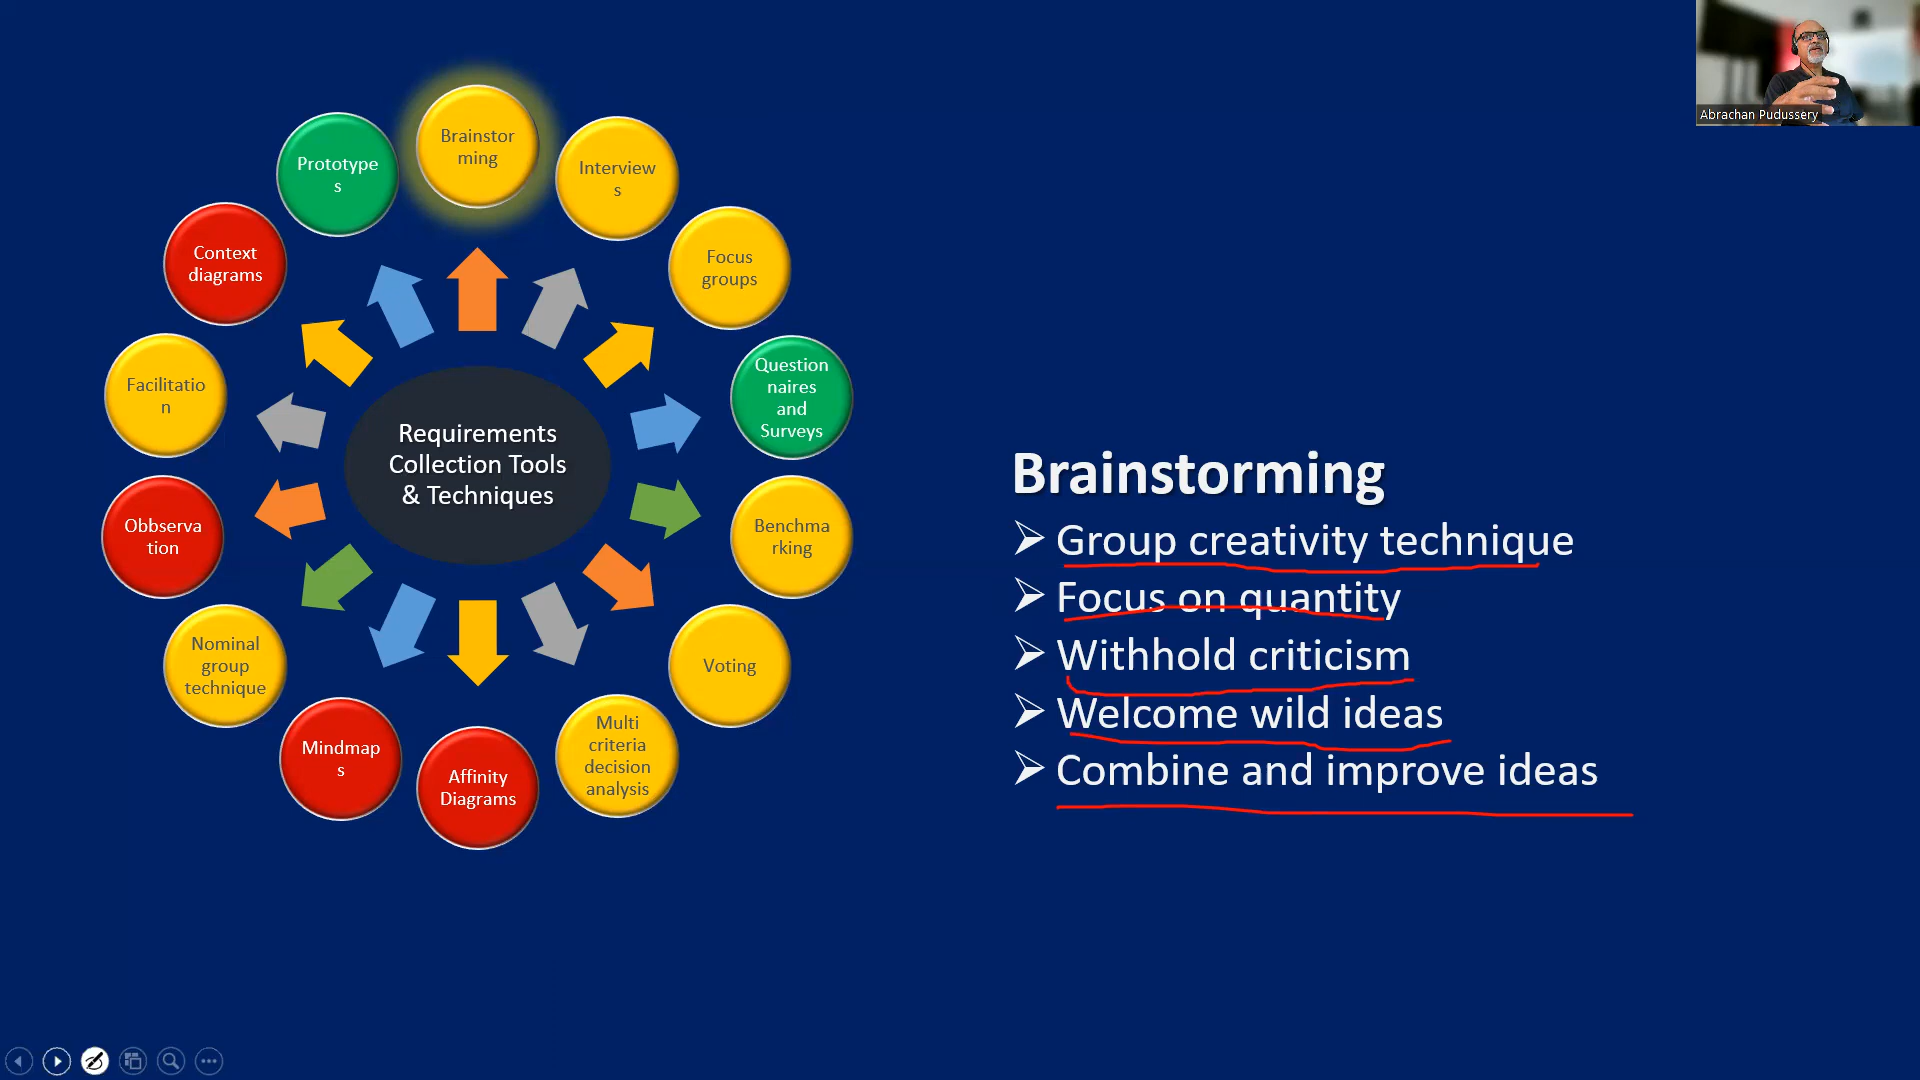 Brainstor
ming
Interview
s
Focus
groups
Question
naires
and
Surveys
Benchma
rking
Voting
Multi
criteria
decision
analysis
Affinity
Diagrams
Mindmap
s
Nominal
group
technique
Obbserva
tion
Facilitatio
n
Context
diagrams
Prototype
s
Requirements
Collection Tools
& Techniques
Brainstorming
Group creativity technique
Focus on quantity
Withhold criticism
Welcome wild ideas
Combine and improve ideas
Abrachan Pudussery